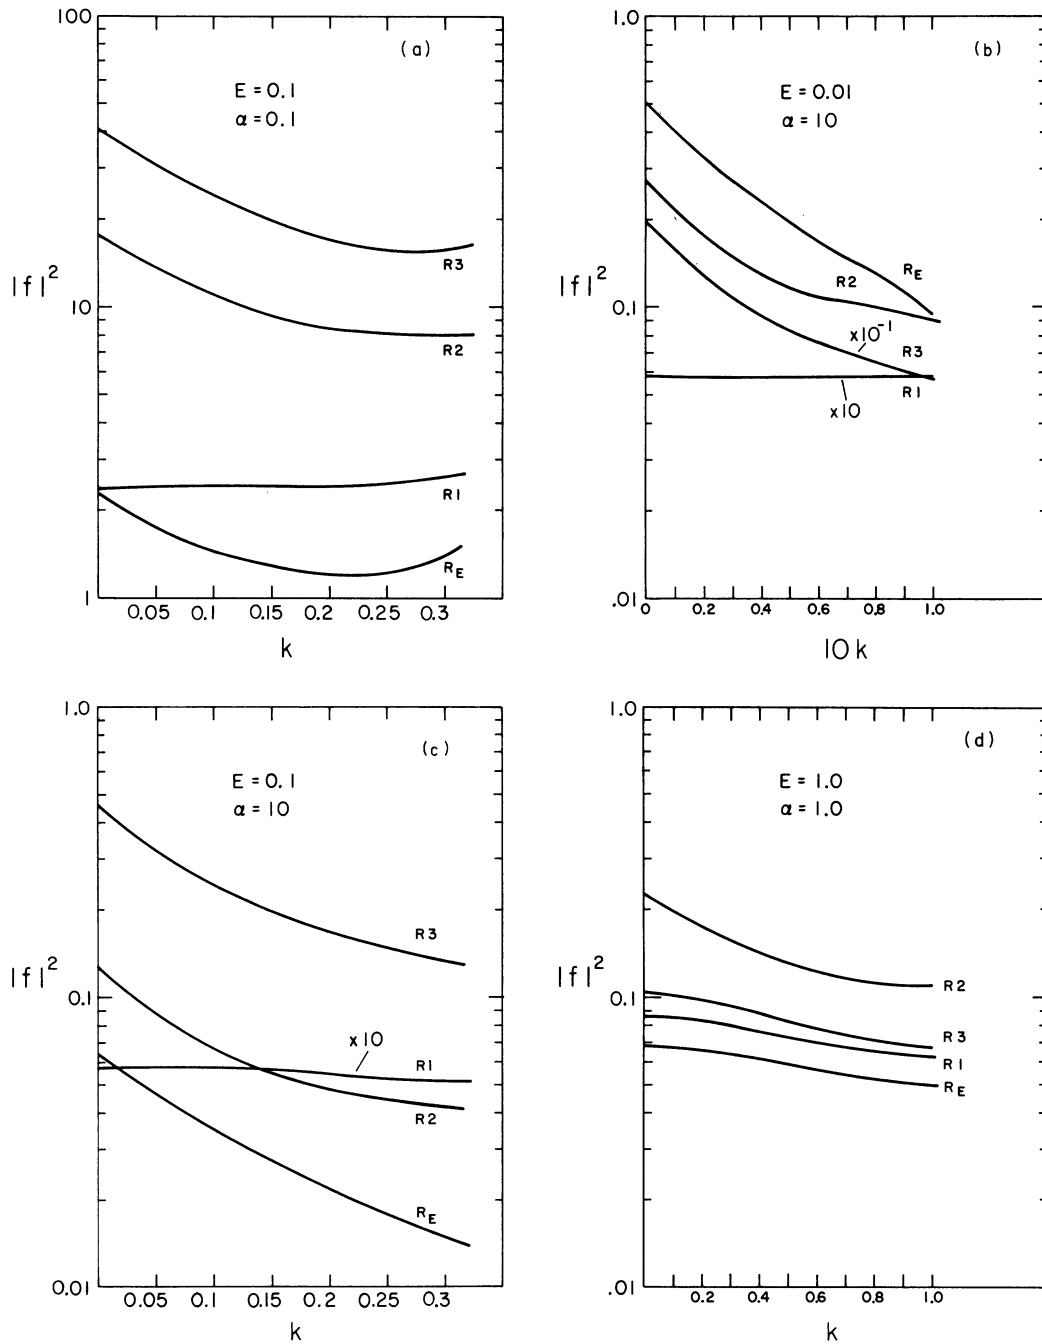 100
(a)
E = 0.1
α = 0.1
R3
|f|²
10
R2
R1
R_E
1
0.05 0.1 0.15 0.2 0.25 0.3
k
1.0
(b)
E = 0.01
α = 10
R_E
R2
|f|²
0.1
x10⁻¹
R3
R1
x10
.01
0 0.2 0.4 0.6 0.8 1.0
10k
1.0
(c)
E = 0.1
α = 10
R3
|f|²
0.1
x10
R1
R2
R_E
0.01
0.05 0.1 0.15 0.2 0.25 0.3
k
1.0
(d)
E = 1.0
α = 1.0
|f|²
R2
0.1
R3
R1
R_E
.01
0.2 0.4 0.6 0.8 1.0
k